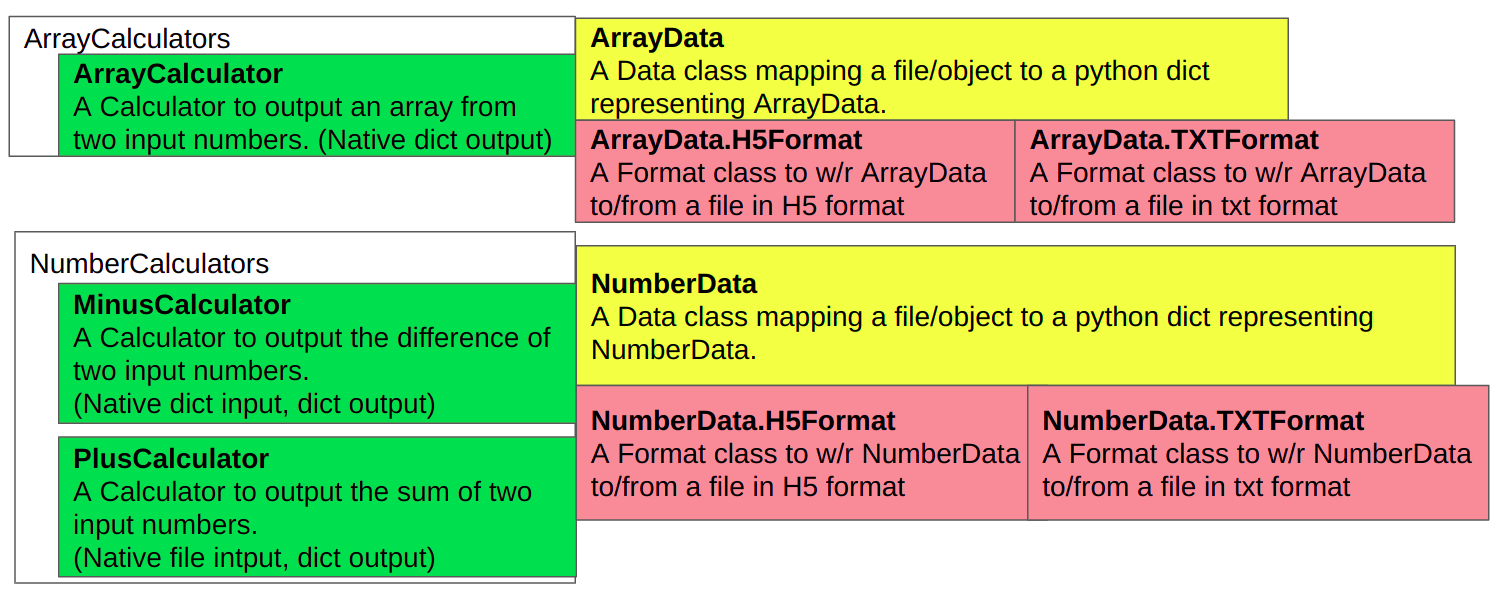 ArrayCalculators
ArrayCalculator
A Calculator to output an array from
two input numbers. (Native dict output)
ArrayData
A Data class mapping a file/object to a python dict
representing ArrayData.
ArrayData.H5Format
A Format class to w/r ArrayData
to/from a file in H5 format
ArrayData.TXTFormat
A Format class to w/r ArrayData
to/from a file in txt format
NumberCalculators
MinusCalculator
A Calculator to output the difference of
two input numbers.
(Native dict input, dict output)
PlusCalculator
A Calculator to output the sum of two
input numbers.
(Native file intput, dict output)
NumberData
A Data class mapping a file/object to a python dict representing
NumberData.
NumberData.H5Format
A Format class to w/r NumberData
to/from a file in H5 format
NumberData.TXTFormat
A Format class to w/r NumberData
to/from a file in txt format